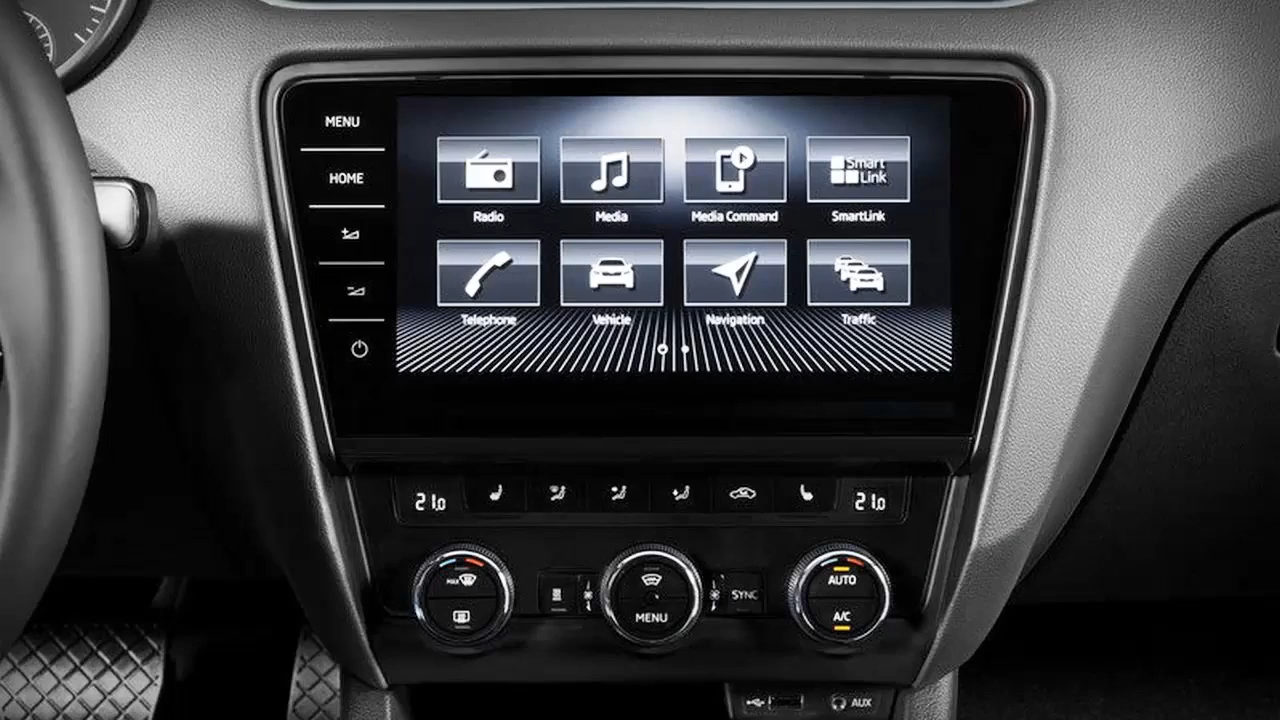 MENU
HOME
Radio
Media
Media Command
Smart
Link
SmartLink
Telephone
Vehicle
Navigation
Traffic
21.0
21.0
MAX
MENU
SYNC
AUTO
A/C
AUX